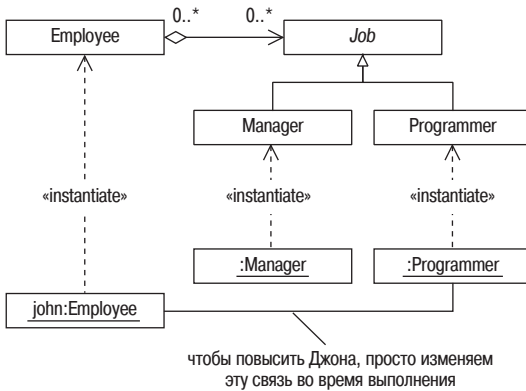 0..* 0..*
Employee Job
Manager Programmer
«instantiate» «instantiate» «instantiate»
:Manager :Programmer
john:Employee
чтобы повысить Джона, просто изменяем
эту связь во время выполнения